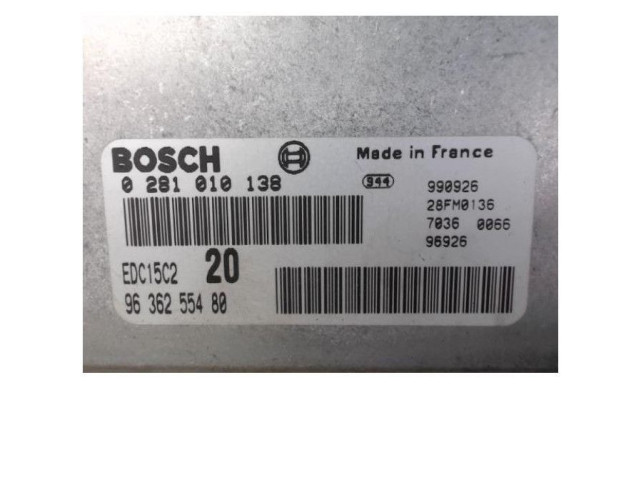 BOSCH Made in France
0 281 010 138 944 990926
28FM0136
7036 0066
96926
EDC15C2 20
96 362 554 80